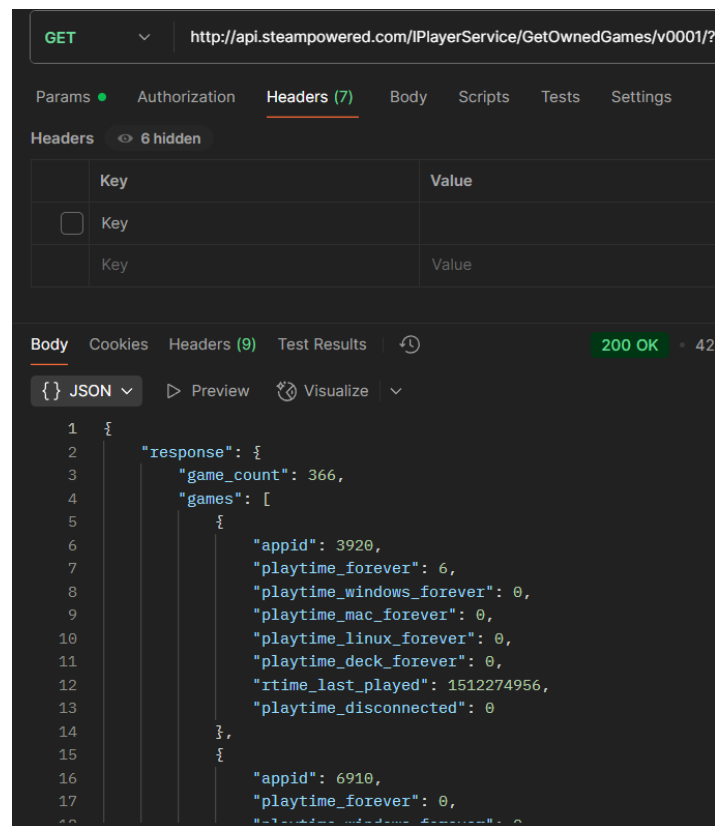 GET http://api.steampowered.com/IPlayerService/GetOwnedGames/v0001/?
Params Authorization Headers (7) Body Scripts Tests Settings
Headers 6 hidden
Key Value
Key
Key Value
Body Cookies Headers (9) Test Results 200 OK 42
{} JSON Preview Visualize
1 {
2 "response": {
3 "game_count": 366,
4 "games": [
5 {
6 "appid": 3920,
7 "playtime_forever": 6,
8 "playtime_windows_forever": 0,
9 "playtime_mac_forever": 0,
10 "playtime_linux_forever": 0,
11 "playtime_deck_forever": 0,
12 "rtime_last_played": 1512274956,
13 "playtime_disconnected": 0
14 },
15 {
16 "appid": 6910,
17 "playtime_forever": 0,